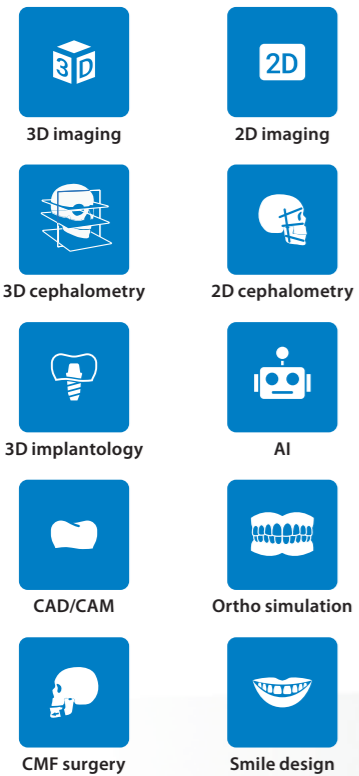 3D
2D
3D imaging
2D imaging
3D cephalometry
2D cephalometry
3D implantology
AI
CAD/CAM
Ortho simulation
CMF surgery
Smile design